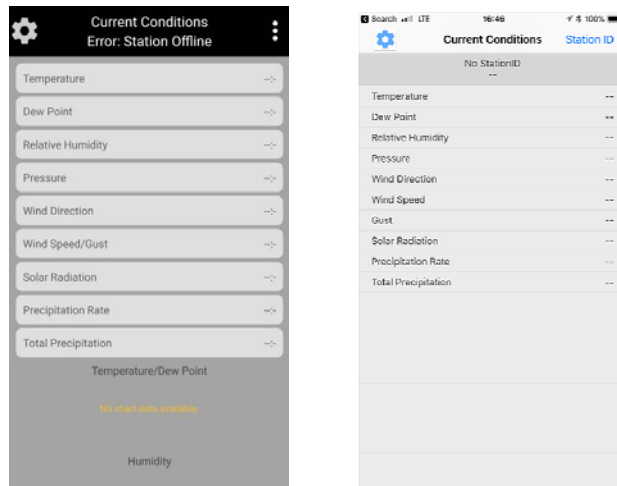 Current Conditions
Error: Station Offline
Temperature --:-
Dew Point --:-
Relative Humidity --:-
Pressure --:-
Wind Direction --:-
Wind Speed/Gust --:-
Solar Radiation --:-
Precipitation Rate --:-
Total Precipitation --:-
Temperature/Dew Point
No chart data available.
Humidity
Search LTE 16:46 100%
Current Conditions Station ID
No StationID
--
Temperature --
Dew Point --
Relative Humidity --
Pressure --
Wind Direction --
Wind Speed --
Gust --
Solar Radiation --
Precipitation Rate --
Total Precipitation --